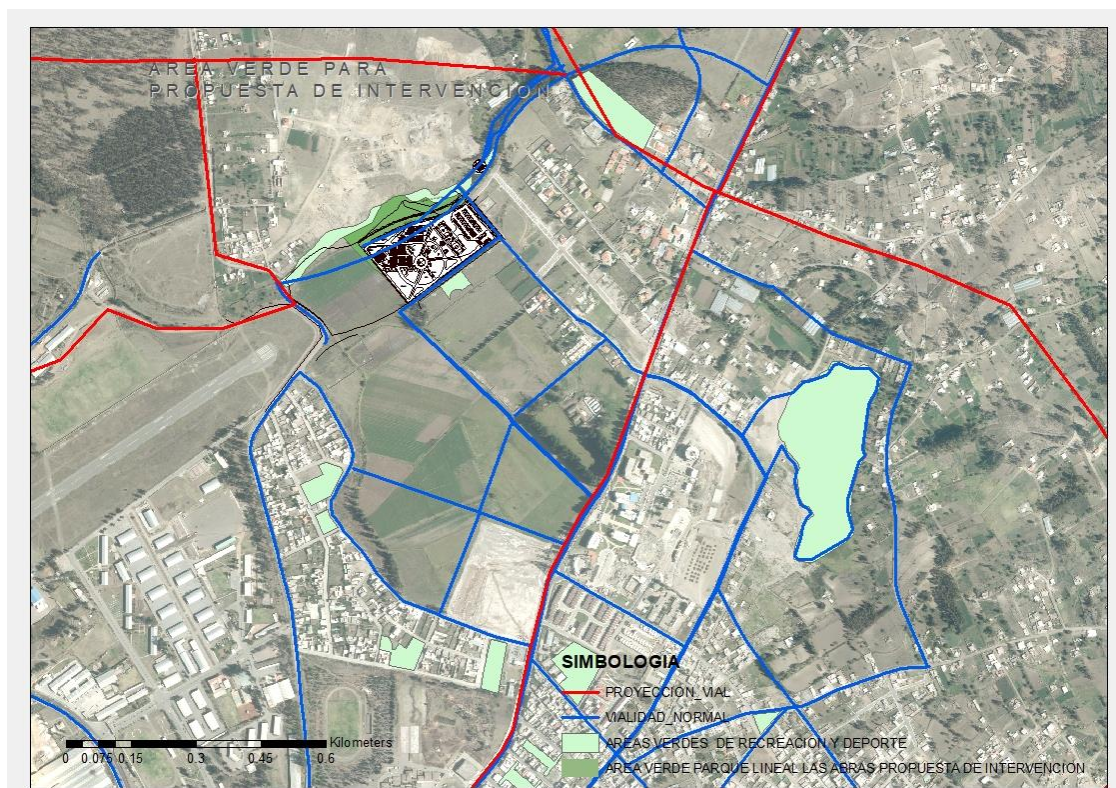 AREA VERDE PARA
PROPUESTA DE INTERVENCION
SIMBOLOGIA
PROYECCION_VIAL
VIALIDAD_NORMAL
AREAS VERDES DE RECREACION Y DEPORTE
AREA VERDE PARQUE LINEAL LAS ABRAS PROPUESTA DE INTERVENCION
Kilometers
0 0.075 0.15 0.3 0.45 0.6